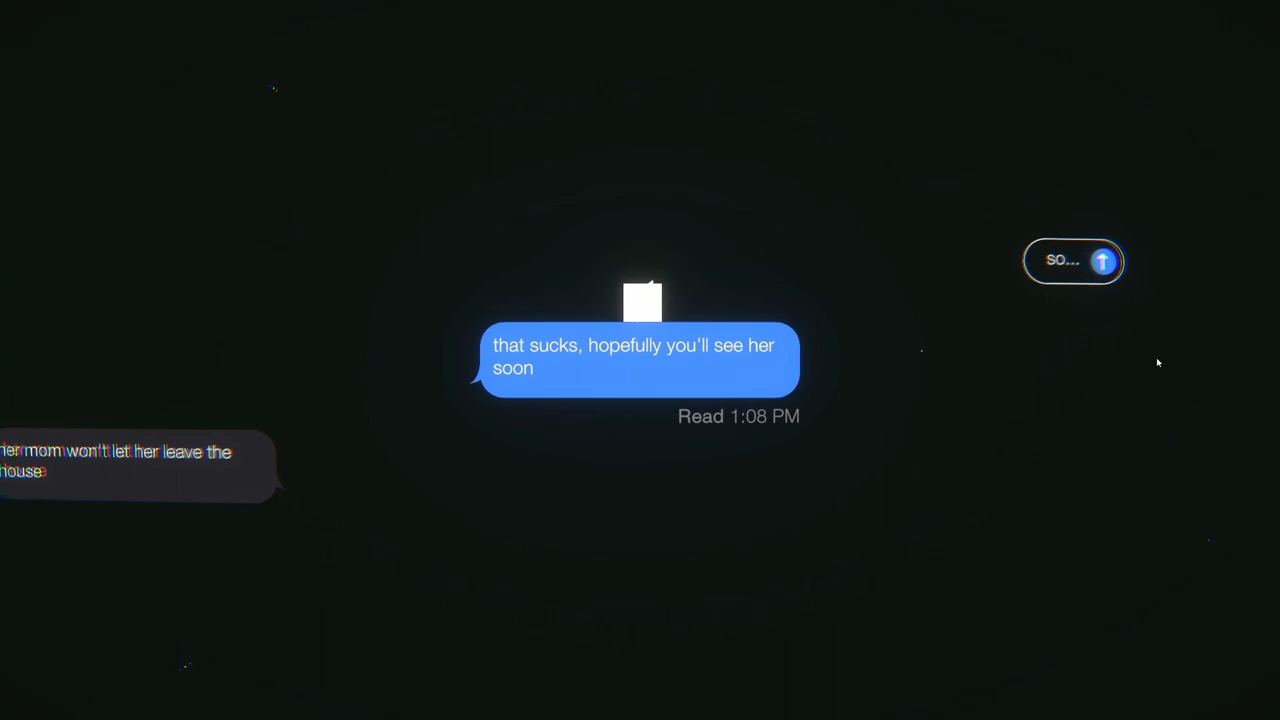 so...
that sucks, hopefully you'll see her
soon
Read 1:08 PM
her mom won't let her leave the
house